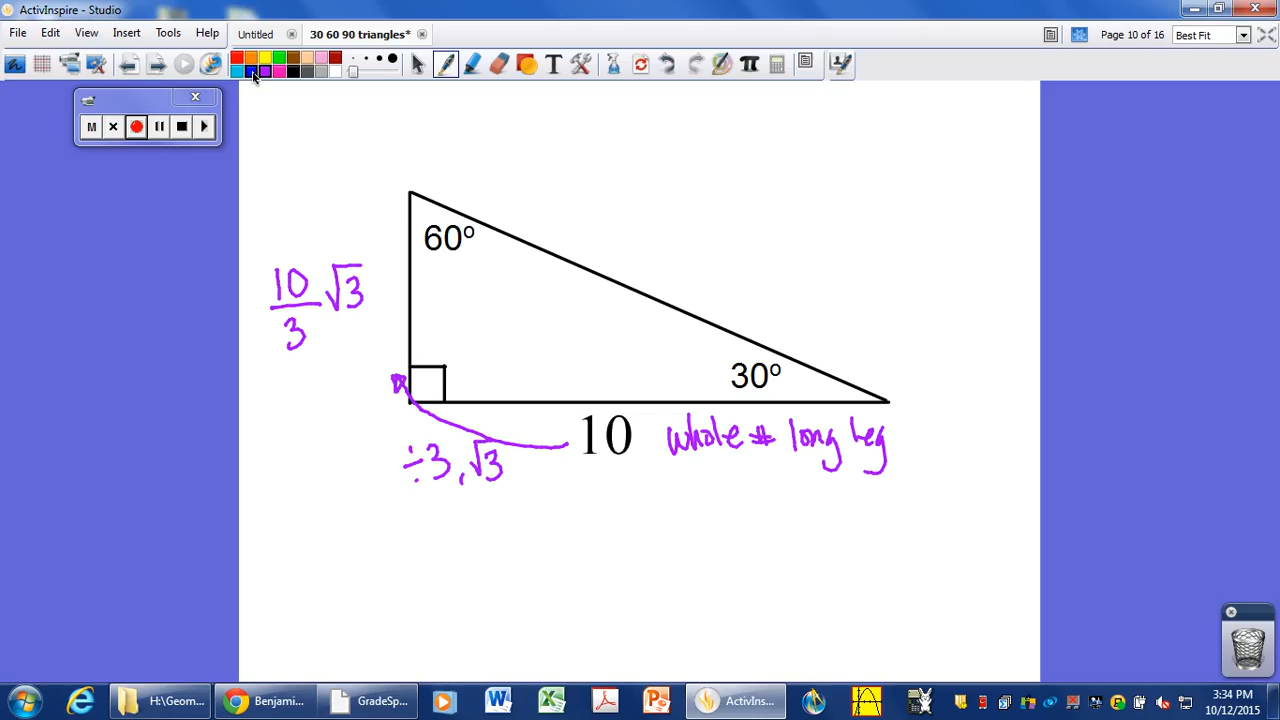 ActivInspire - Studio
File Edit View Insert Tools Help
Untitled
30 60 90 triangles*
Page 10 of 16
Best Fit
M
T
π
60º
10/3 √3
30º
10 whole # long leg
÷3, √3
H:\Geom...
Benjami...
GradeSp...
ActivIns...
3:34 PM
10/12/2015